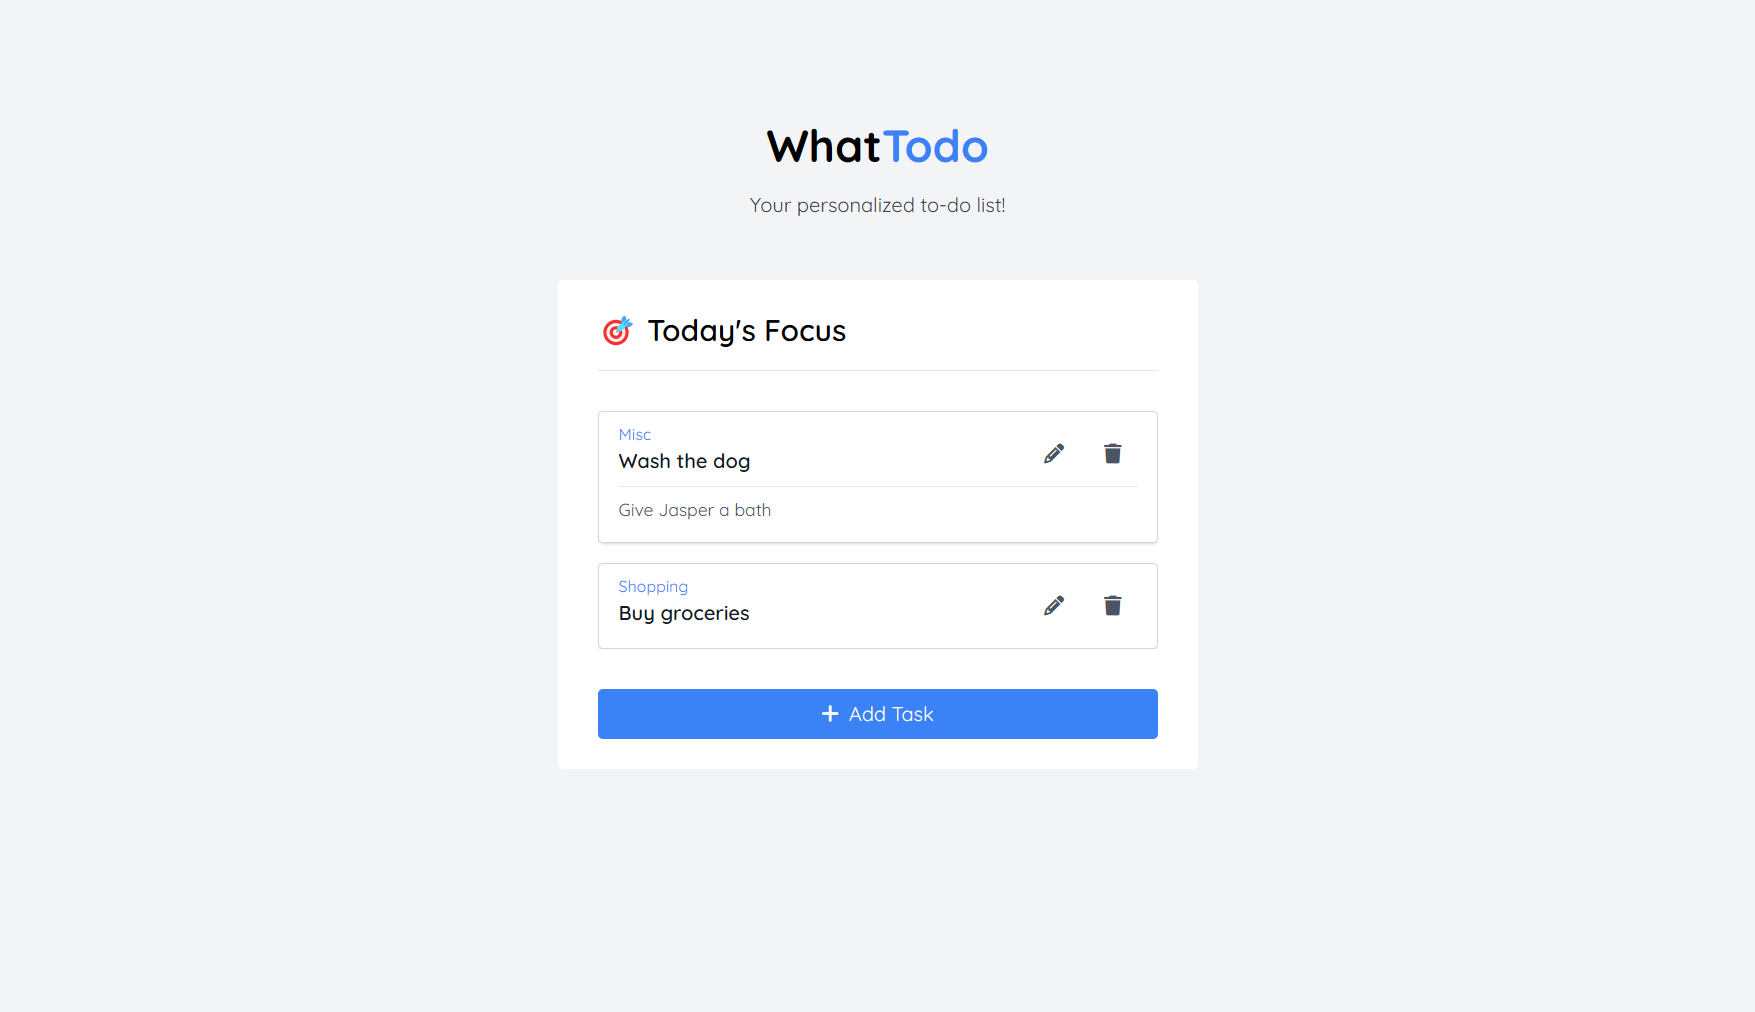 WhatTodo
Your personalized to-do list!
Today's Focus
Misc
Wash the dog
Give Jasper a bath
Shopping
Buy groceries
Add Task